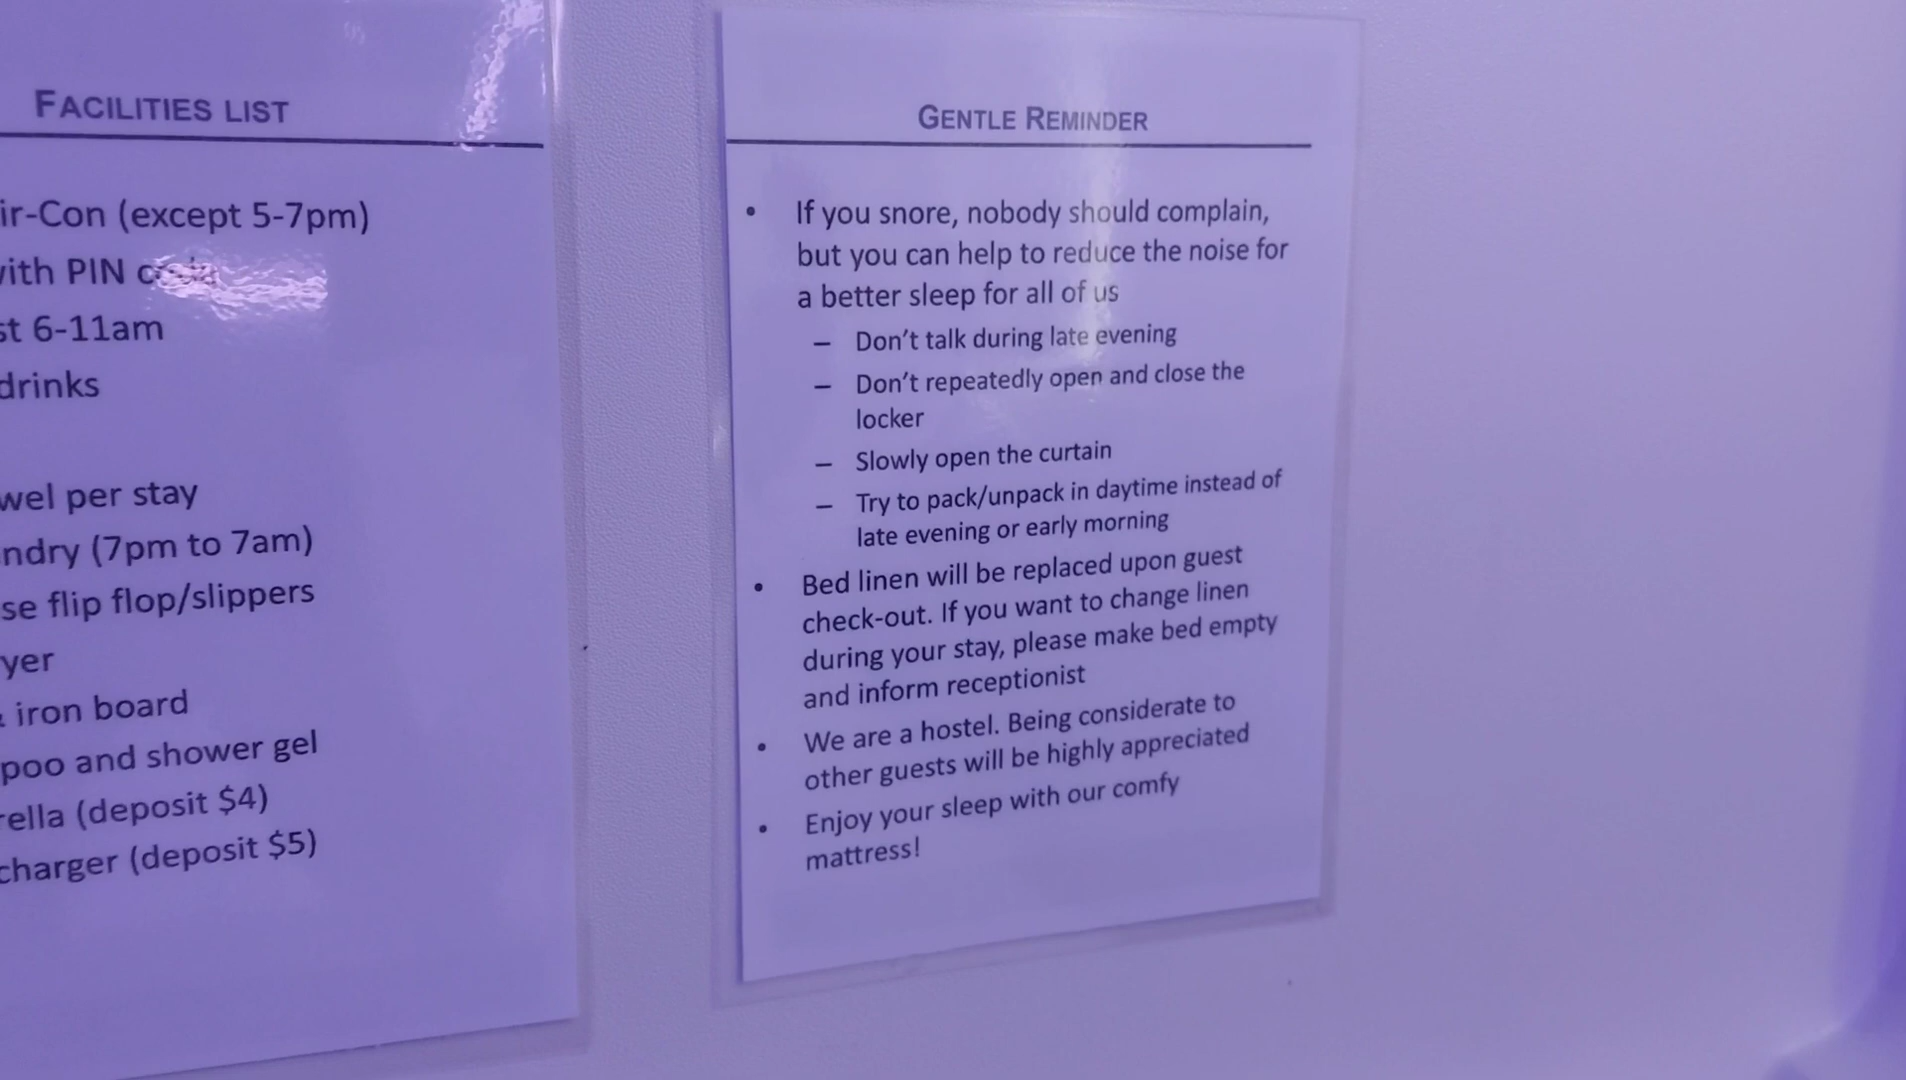 FACILITIES LIST
ir-Con (except 5-7pm)
with PIN code
st 6-11am
drinks
wel per stay
ndry (7pm to 7am)
se flip flop/slippers
yer
& iron board
poo and shower gel
rella (deposit $4)
charger (deposit $5)
GENTLE REMINDER
• If you snore, nobody should complain,
but you can help to reduce the noise for
a better sleep for all of us
– Don't talk during late evening
– Don't repeatedly open and close the
locker
– Slowly open the curtain
– Try to pack/unpack in daytime instead of
late evening or early morning
• Bed linen will be replaced upon guest
check-out. If you want to change linen
during your stay, please make bed empty
and inform receptionist
• We are a hostel. Being considerate to
other guests will be highly appreciated
• Enjoy your sleep with our comfy
mattress!